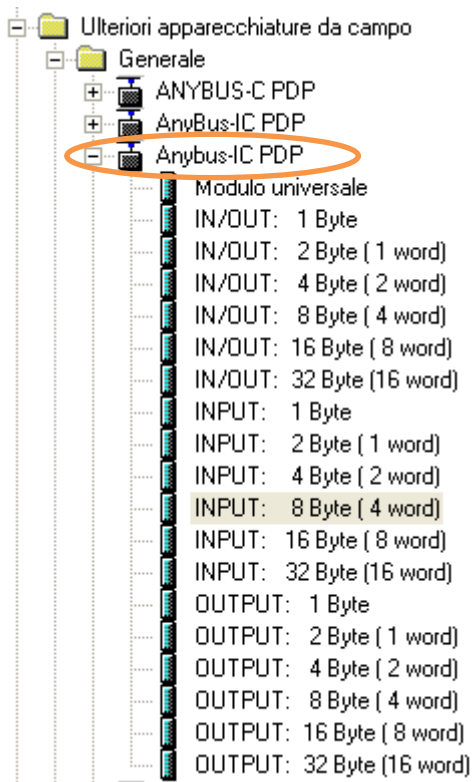 Ulteriori apparecchiature da campo
Generale
ANYBUS-C PDP
AnyBus-IC PDP
Anybus-IC PDP
Modulo universale
IN/OUT: 1 Byte
IN/OUT: 2 Byte ( 1 word)
IN/OUT: 4 Byte ( 2 word)
IN/OUT: 8 Byte ( 4 word)
IN/OUT: 16 Byte ( 8 word)
IN/OUT: 32 Byte (16 word)
INPUT: 1 Byte
INPUT: 2 Byte ( 1 word)
INPUT: 4 Byte ( 2 word)
INPUT: 8 Byte ( 4 word)
INPUT: 16 Byte ( 8 word)
INPUT: 32 Byte (16 word)
OUTPUT: 1 Byte
OUTPUT: 2 Byte ( 1 word)
OUTPUT: 4 Byte ( 2 word)
OUTPUT: 8 Byte ( 4 word)
OUTPUT: 16 Byte ( 8 word)
OUTPUT: 32 Byte (16 word)